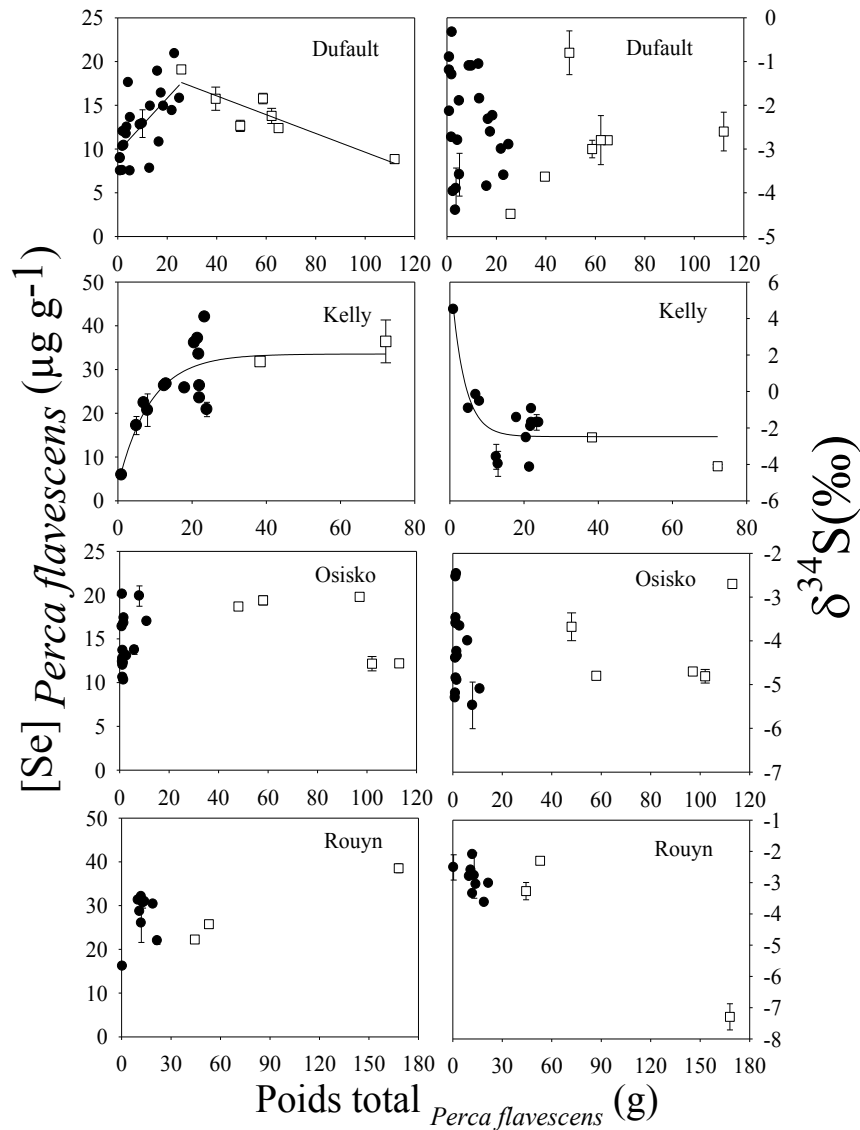 [Se] Perca flavescens (µg g-1)
δ34S(‰)
25
20
15
10
5
0
Dufault
0 20 40 60 80 100 120
0
-1
-2
-3
-4
-5
Dufault
0 20 40 60 80 100 120
50
40
30
20
10
0
Kelly
0 20 40 60 80
6
4
2
0
-2
-4
-6
Kelly
0 20 40 60 80
25
20
15
10
5
0
Osisko
0 20 40 60 80 100 120
-2
-3
-4
-5
-6
-7
Osisko
0 20 40 60 80 100 120
50
40
30
20
10
0
Rouyn
0 30 60 90 120 150 180
-1
-2
-3
-4
-5
-6
-7
-8
Rouyn
0 30 60 90 120 150 180
Poids total Perca flavescens (g)